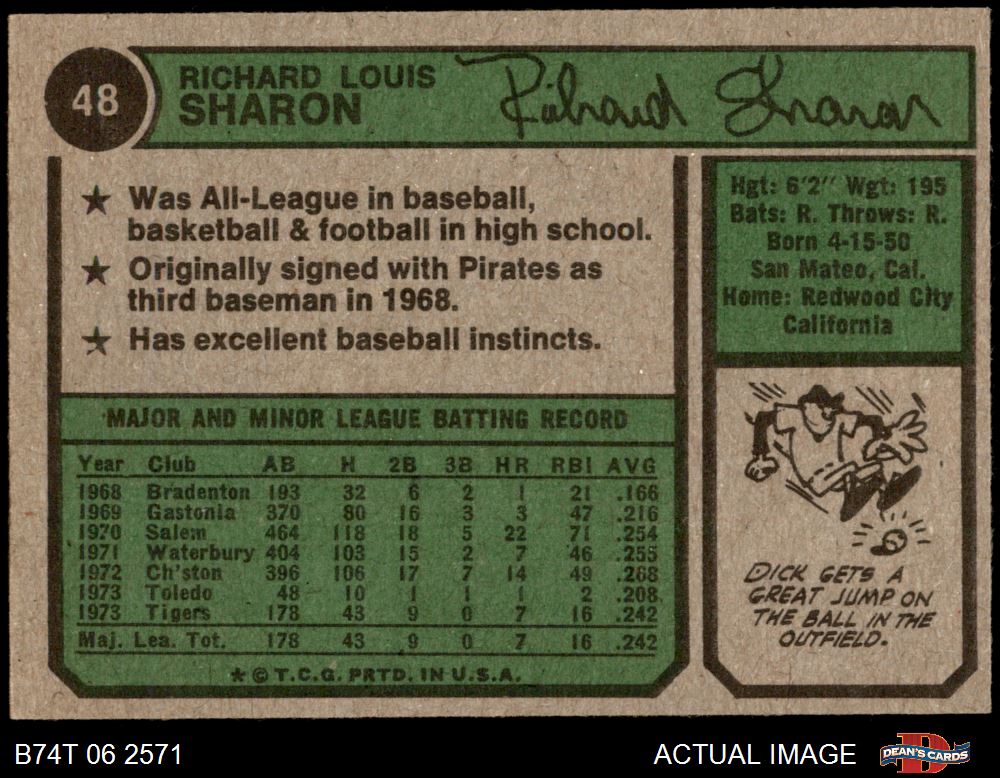 48
RICHARD LOUIS
SHARON
Richard Sharon
★ Was All-League in baseball,
basketball & football in high school.
★ Originally signed with Pirates as
third baseman in 1968.
★ Has excellent baseball instincts.
Hgt: 6'2" Wgt: 195
Bats: R. Throws: R.
Born 4-15-50
San Mateo, Cal.
Home: Redwood City
California
MAJOR AND MINOR LEAGUE BATTING RECORD
Year Club AB H 2B 3B HR RBI AVG
1968 Bradenton 193 32 6 2 1 21 .166
1969 Gastonia 370 80 16 3 3 47 .216
1970 Salem 464 118 18 5 22 71 .254
1971 Waterbury 404 103 15 2 7 46 .255
1972 Ch'ston 396 106 17 7 14 49 .268
1973 Toledo 48 10 1 1 1 2 .208
1973 Tigers 178 43 9 0 7 16 .242
Maj. Lea. Tot. 178 43 9 0 7 16 .242
★ © T.C.G. PRTD. IN U.S.A.
DICK GETS A
GREAT JUMP ON
THE BALL IN THE
OUTFIELD.
B74T 06 2571
ACTUAL IMAGE
DEAN'S CARDS